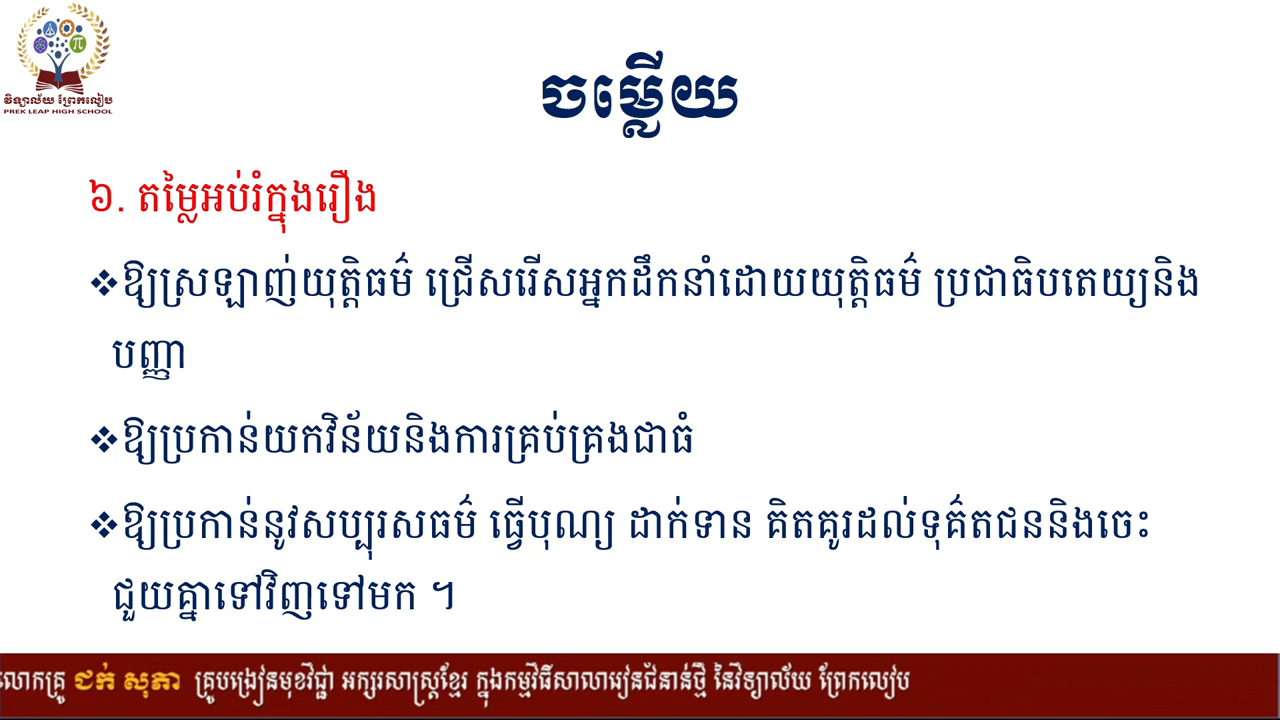 វិទ្យាល័យ ព្រែកលៀប
PREK LEAP HIGH SCHOOL
ចម្លើយ
៦. តម្លៃអប់រំក្នុងរឿង
❖ឱ្យស្រឡាញ់យុត្តិធម៌ ជ្រើសរើសអ្នកដឹកនាំដោយយុត្តិធម៌ ប្រជាធិបតេយ្យនិង
បញ្ញា
❖ឱ្យប្រកាន់យកវិន័យនិងការគ្រប់គ្រងជាធំ
❖ឱ្យប្រកាន់នូវសប្បុរសធម៌ ធ្វើបុណ្យ ដាក់ទាន គិតគូរដល់ទុគ៌តជននិងចេះ
ជួយគ្នាទៅវិញទៅមក ។
លោកគ្រូ ជក់ សុភា គ្រូបង្រៀនមុខវិជ្ជា អក្សរសាស្ត្រខ្មែរ ក្នុងកម្មវិធីសាលារៀនជំនាន់ថ្មី នៃវិទ្យាល័យ ព្រែកលៀប